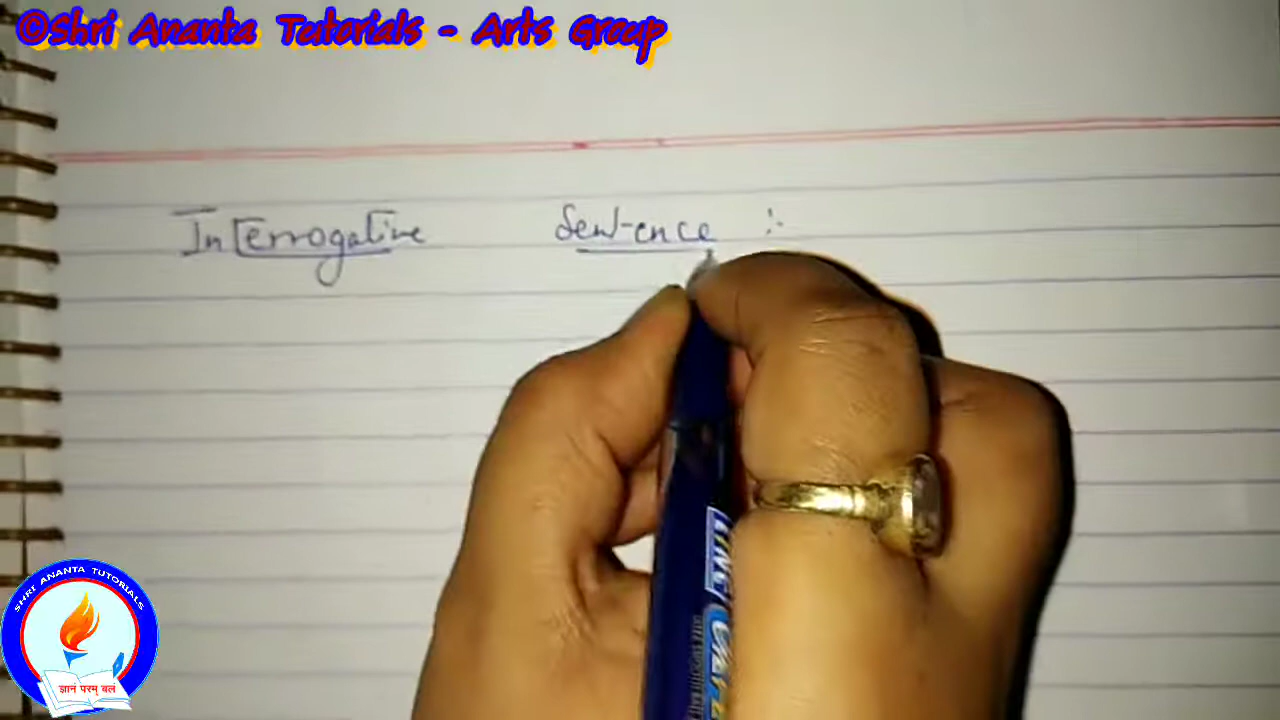 ©Shri Ananta Tutorials - Arts Group
Interrogative Sentence :-
SHRI ANANTA TUTORIALS
ज्ञानं परमं बलं